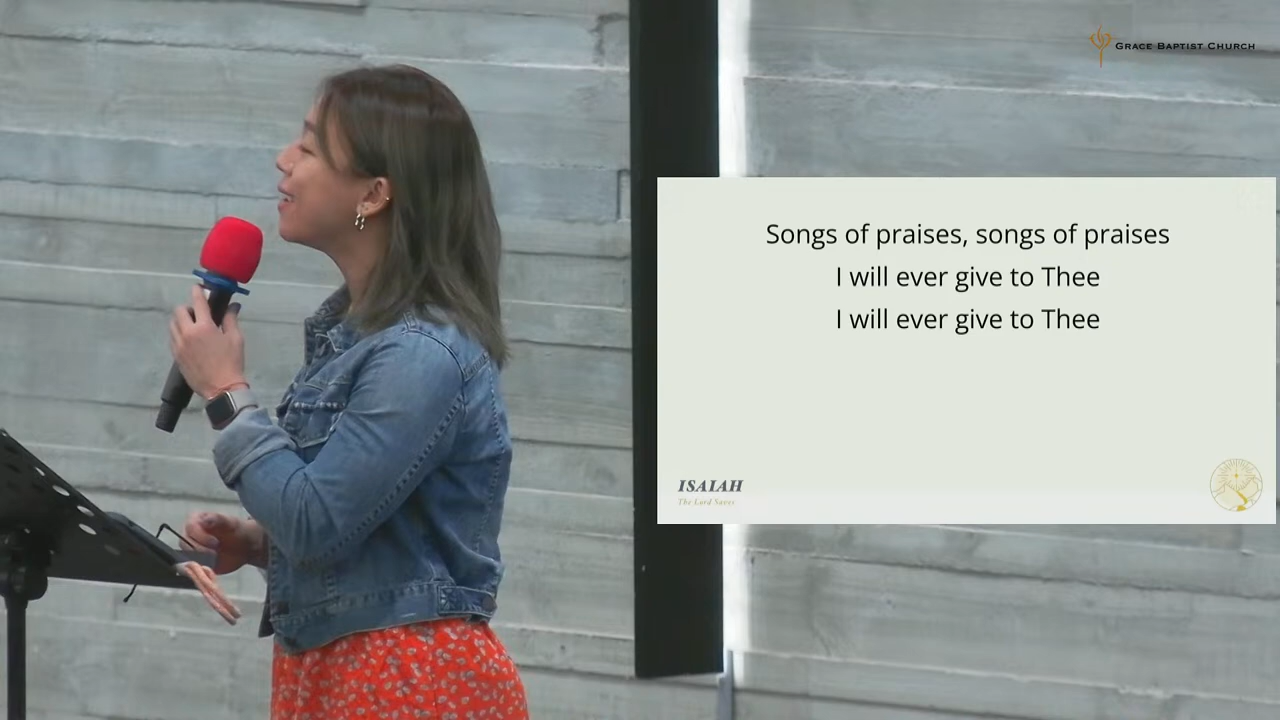 GRACE BAPTIST CHURCH
Songs of praises, songs of praises
I will ever give to Thee
I will ever give to Thee
ISAIAH
The Lord Saves